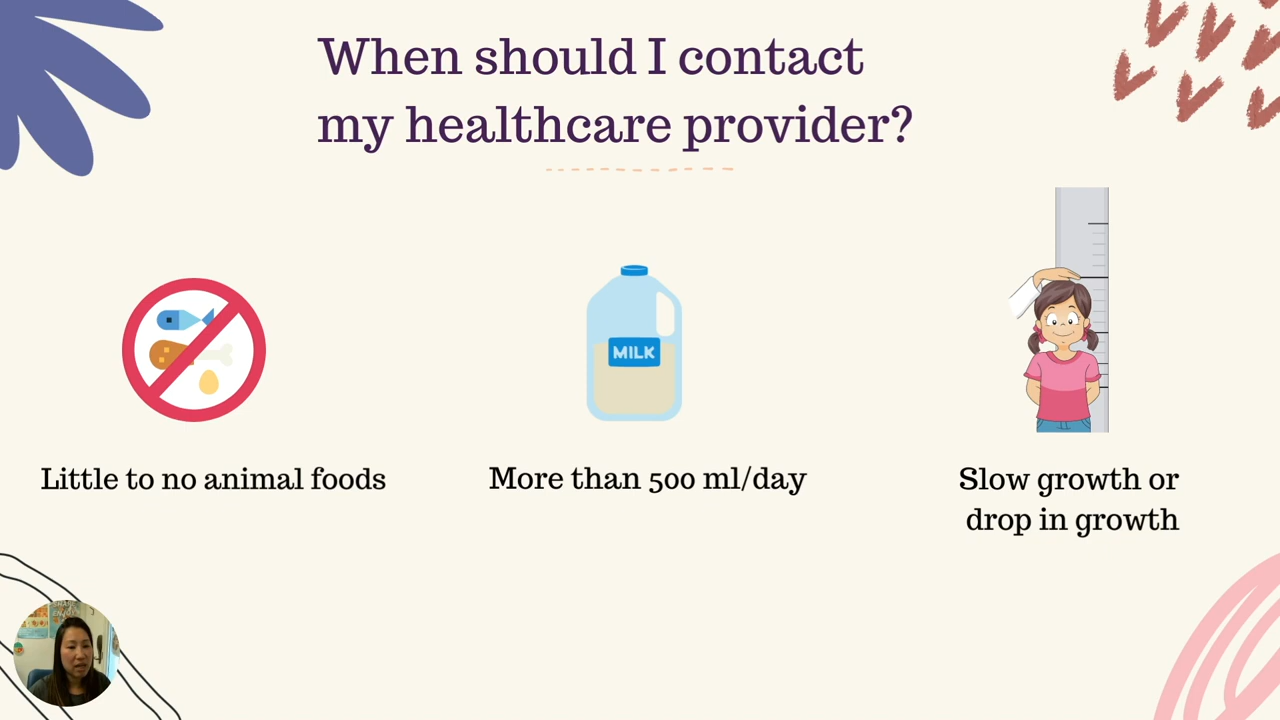 When should I contact
my healthcare provider?
MILK
Little to no animal foods
More than 500 ml/day
Slow growth or
drop in growth